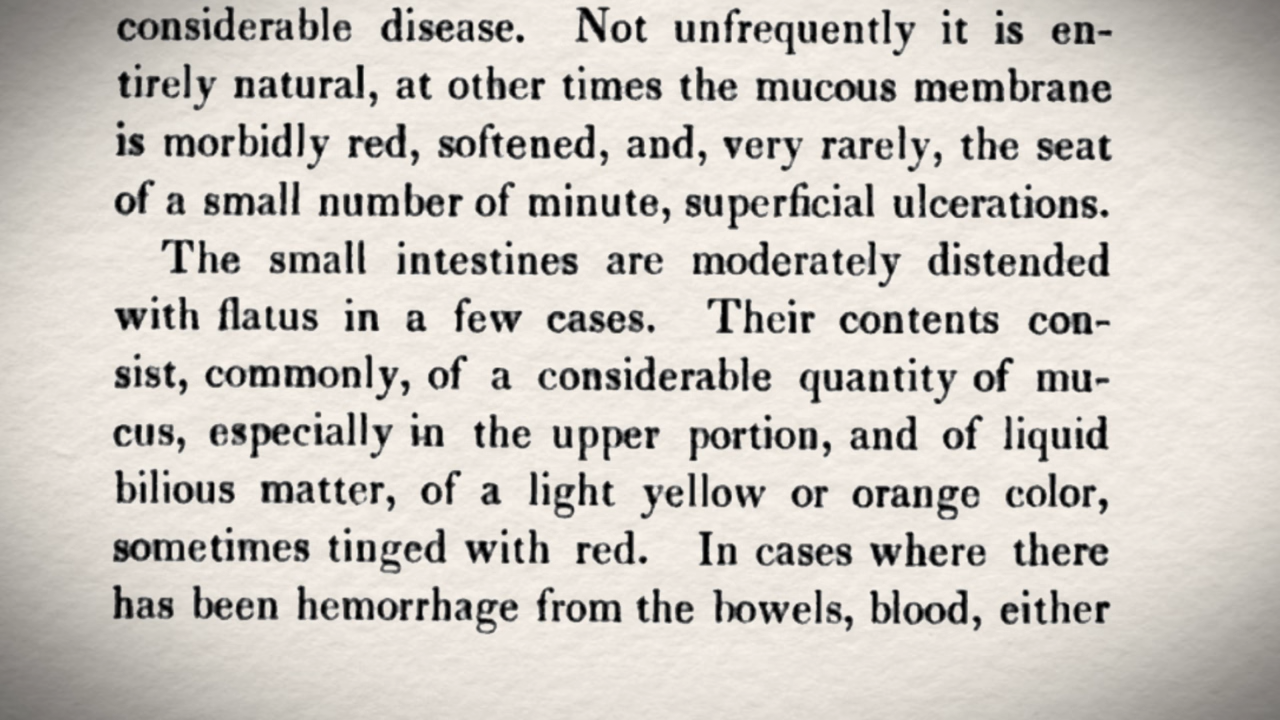 considerable disease. Not unfrequently it is en-
tirely natural, at other times the mucous membrane
is morbidly red, softened, and, very rarely, the seat
of a small number of minute, superficial ulcerations.
The small intestines are moderately distended
with flatus in a few cases. Their contents con-
sist, commonly, of a considerable quantity of mu-
cus, especially in the upper portion, and of liquid
bilious matter, of a light yellow or orange color,
sometimes tinged with red. In cases where there
has been hemorrhage from the bowels, blood, either